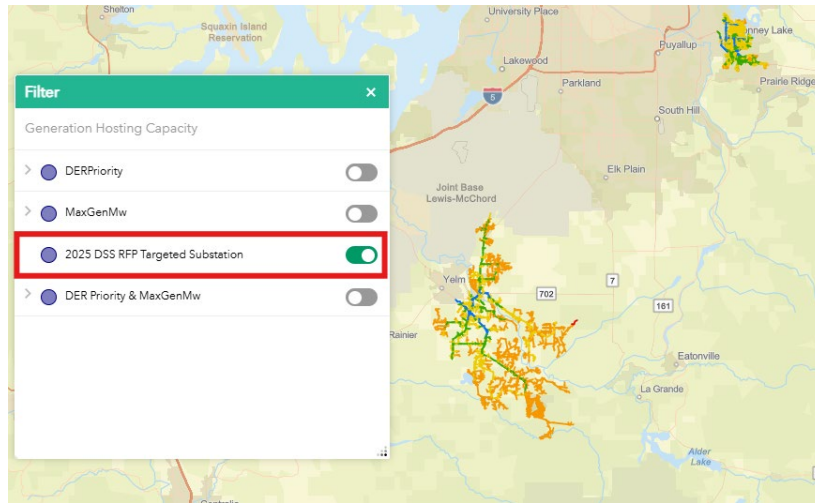 Shelton
Squaxin Island
Reservation
University Place
Lakewood
Puyallup
Parkland
Prairie Ridge
5
South Hill
Elk Plain
Joint Base
Lewis-McChord
Filter
Generation Hosting Capacity
DERPriority
MaxGenMw
2025 DSS RFP Targeted Substation
DER Priority & MaxGenMw
Yelm
702
7
161
Rainier
Eatonville
La Grande
Alder
Lake